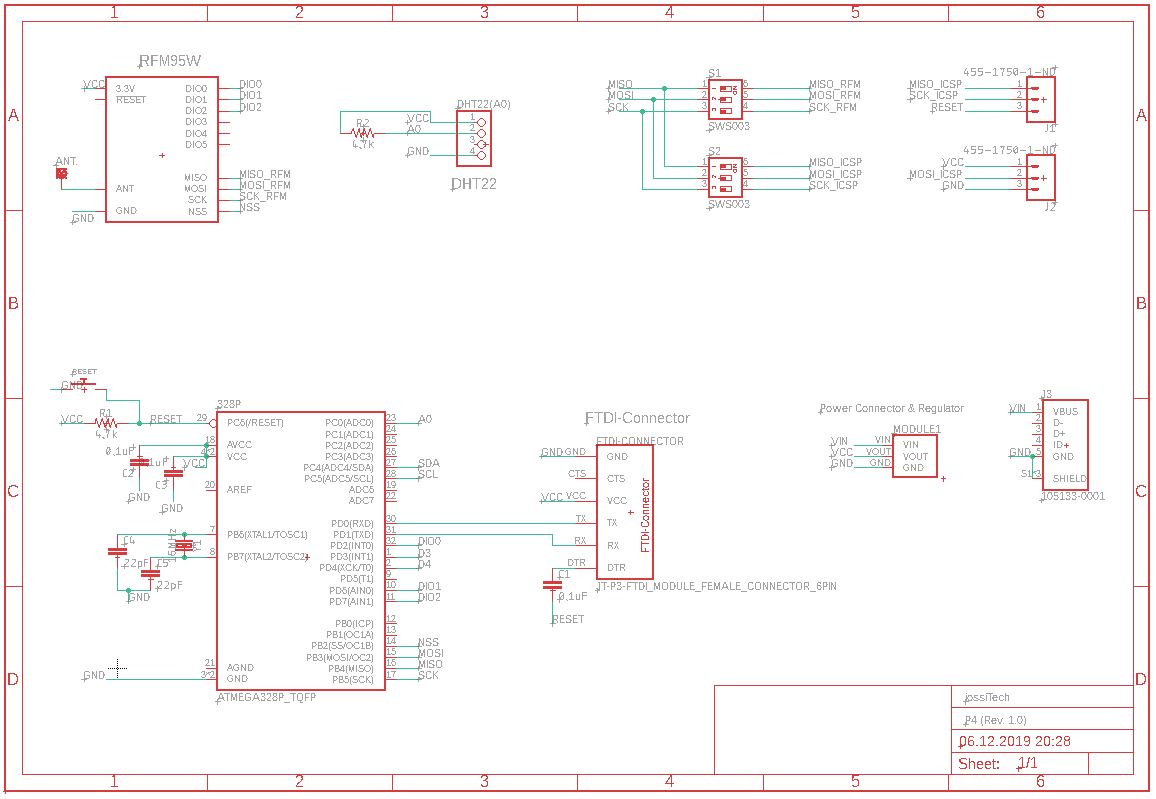 1 2 3 4 5 6
A
B
C
D
RFM95W
VCC
3.3V
RESET
ANT
GND
DIO0
DIO1
DIO2
DIO3
DIO4
DIO5
MISO
MOSI
SCK
NSS
DIO0
DIO1
DIO2
MISO_RFM
MOSI_RFM
SCK_RFM
NSS
ANT.
GND
R2
4.7k
VCC
A0
GND
DHT22(A0)
1
2
3
4
DHT22
S1
MISO
MOSI
SCK
1
2
3
6
5
4
ON
MISO_RFM
MOSI_RFM
SCK_RFM
SWS003
S2
1
2
3
6
5
4
ON
MISO_ICSP
MOSI_ICSP
SCK_ICSP
SWS003
455-1750-1-ND
MISO_ICSP 1
SCK_ICSP 2
RESET 3
J1
455-1750-1-ND
VCC 1
MOSI_ICSP 2
GND 3
J2
RESET
GND
VCC
R1
4.7k
RESET
0.1uF
C2
GND
C3
VCC
GND
C4
22pF
C5
22pF
16MHz
Y1
GND
GND
328P
29 PC6(/RESET)
18 AVCC
VCC
20 AREF
7 PB6(XTAL1/TOSC1)
8 PB7(XTAL2/TOSC2)
21 AGND
GND
PC0(ADC0) 23 A0
PC1(ADC1) 24
PC2(ADC2) 25
PC3(ADC3) 26
PC4(ADC4/SDA) 27 SDA
PC5(ADC5/SCL) 28 SCL
ADC6 19
ADC7 22
PD0(RXD) 30
PD1(TXD) 31
PD2(INT0) 32 DIO0
PD3(INT1) 1 D3
PD4(XCK/T0) 2 D4
PD5(T1) 9
PD6(AIN0) 10 DIO1
PD7(AIN1) 11 DIO2
PB0(ICP) 12
PB1(OC1A) 13
PB2(SS/OC1B) 14 NSS
PB3(MOSI/OC2) 15 MOSI
PB4(MISO) 16 MISO
PB5(SCK) 17 SCK
ATMEGA328P_TQFP
FTDI-Connector
FTDI-CONNECTOR
GND GND GND
CTS CTS
VCC VCC VCC
TX TX
RX RX
DTR DTR
FTDI-Connector
C1
0.1uF
RESET
JT-P3-FTDI_MODULE_FEMALE_CONNECTOR_6PIN
Power Connector & Regulator
MODULE1
VIN VIN VIN
VCC VOUT VOUT
GND GND GND
J3
VIN 1 VBUS
2 D-
3 D+
4 ID
GND 5 GND
SHIELD
105133-0001
jossiTech
P4 (Rev. 1.0)
06.12.2019 20:28
Sheet: 1/1
A
B
C
D
1 2 3 4 5 6